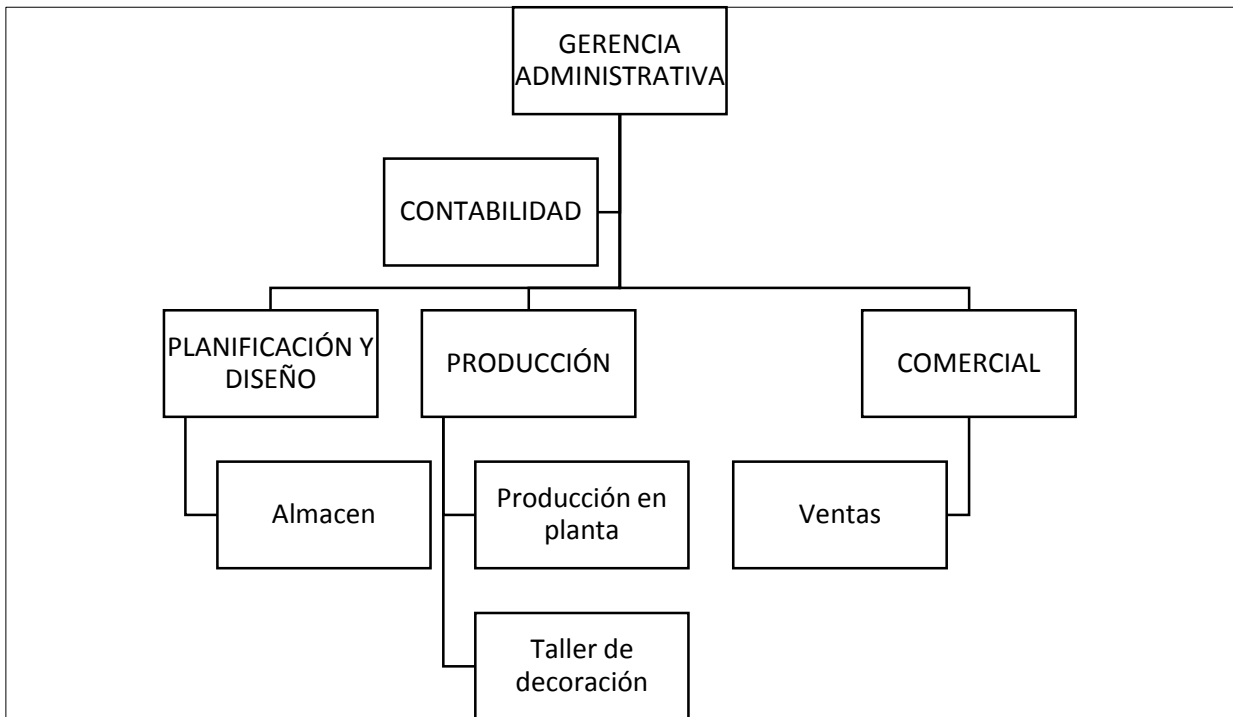 GERENCIA
ADMINISTRATIVA
CONTABILIDAD
PLANIFICACIÓN Y
DISEÑO
PRODUCCIÓN
COMERCIAL
Almacen
Producción en
planta
Ventas
Taller de
decoración